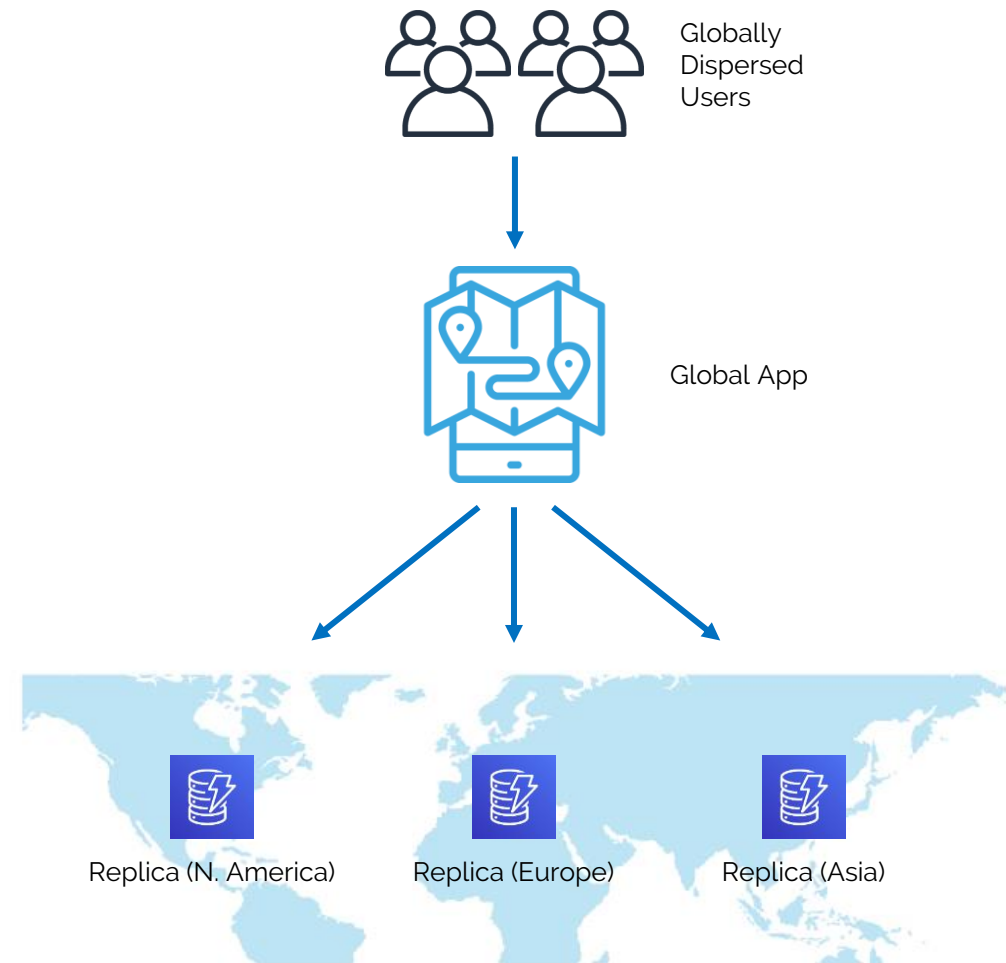 Globally
Dispersed
Users
Global App
Replica (N. America)
Replica (Europe)
Replica (Asia)